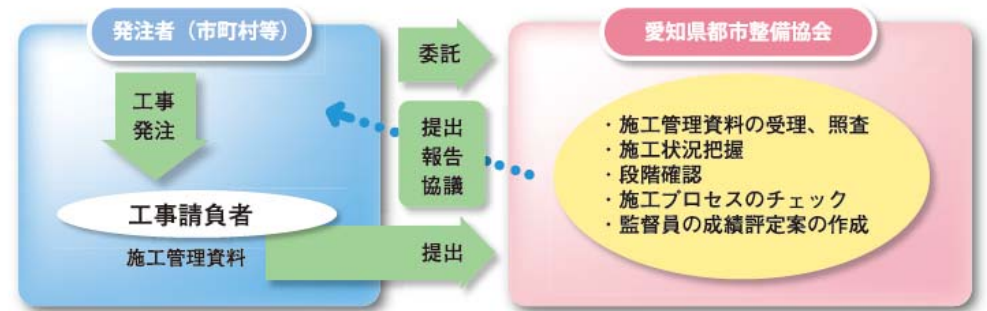 発注者（市町村等）
工事
発注
工事請負者
施工管理資料
委託
提出
報告
協議
提出
愛知県都市整備協会
・施工管理資料の受理、照査
・施工状況把握
・段階確認
・施工プロセスのチェック
・監督員の成績評定案の作成